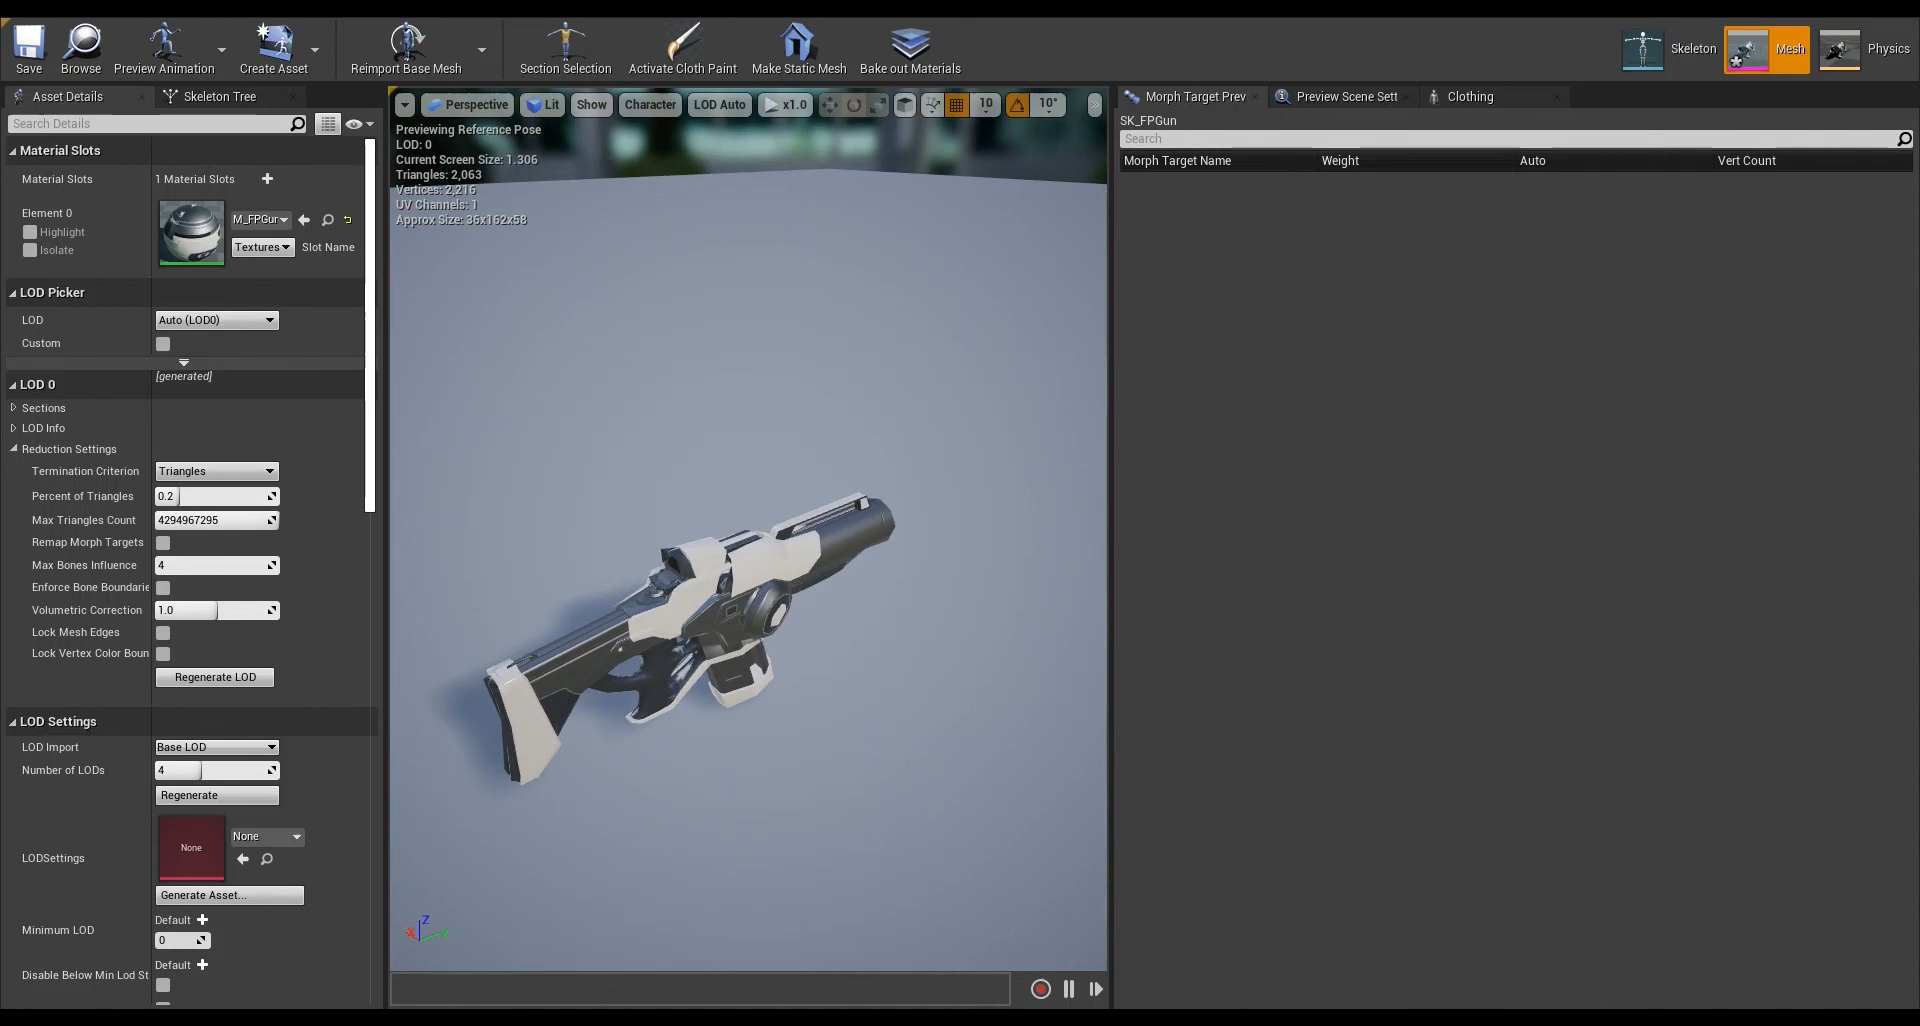 Save
Browse
Preview Animation
Create Asset
Reimport Base Mesh
Section Selection
Activate Cloth Paint
Make Static Mesh
Bake out Materials
Skeleton
Mesh
Physics
Asset Details
Skeleton Tree
Search Details
Material Slots
Material Slots
1 Material Slots
Element 0
Highlight
Isolate
M_FPGur
Textures
Slot Name
LOD Picker
LOD
Auto (LOD0)
Custom
[generated]
LOD 0
Sections
LOD Info
Reduction Settings
Termination Criterion
Triangles
Percent of Triangles
0.2
Max Triangles Count
4294967295
Remap Morph Targets
Max Bones Influence
4
Enforce Bone Boundarie
Volumetric Correction
1.0
Lock Mesh Edges
Lock Vertex Color Boun
Regenerate LOD
LOD Settings
LOD Import
Base LOD
Number of LODs
4
Regenerate
LODSettings
None
None
Generate Asset...
Minimum LOD
Default
0
Disable Below Min Lod St
Default
Perspective
Lit
Show
Character
LOD Auto
x1.0
10
10°
Previewing Reference Pose
LOD: 0
Current Screen Size: 1.306
Triangles: 2,063
Vertices: 2,216
UV Channels: 1
Approx Size: 36x162x58
Z
X
Y
Morph Target Prev
Preview Scene Sett
Clothing
SK_FPGun
Search
Morph Target Name
Weight
Auto
Vert Count